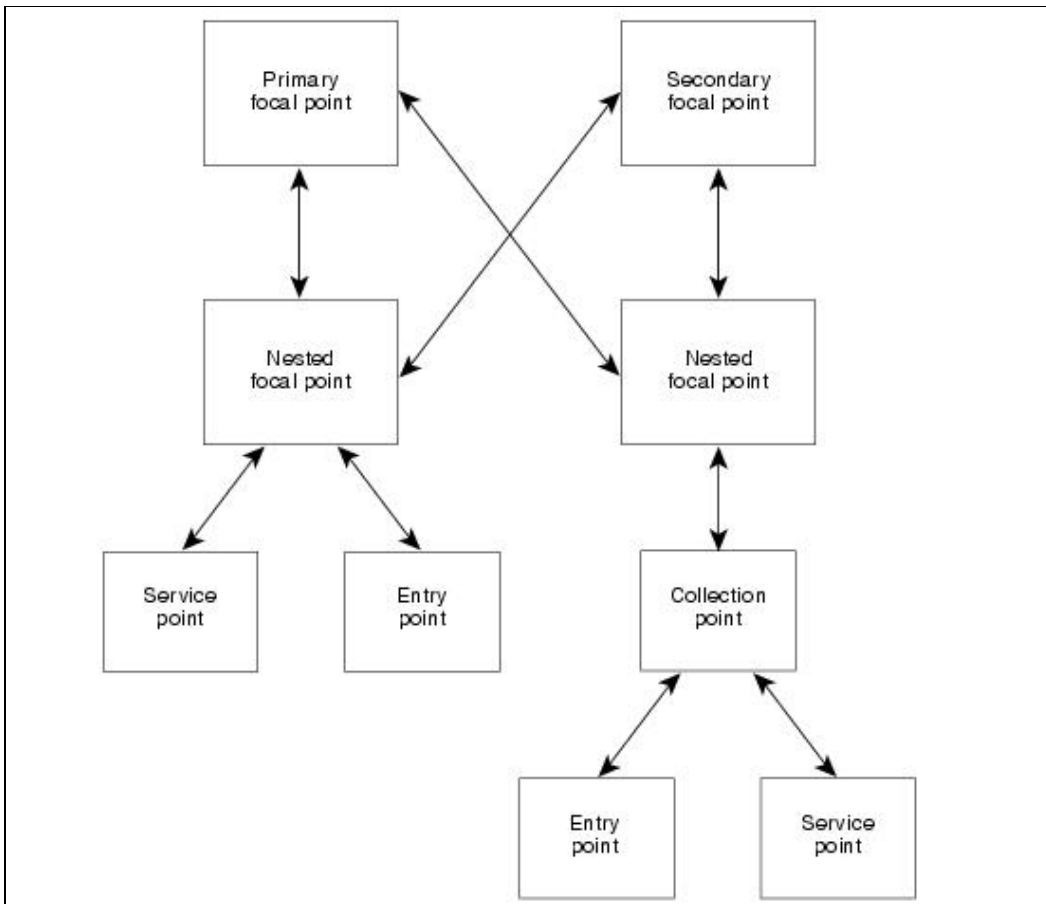 Primary
focal point
Secondary
focal point
Nested
focal point
Nested
focal point
Service
point
Entry
point
Collection
point
Entry
point
Service
point